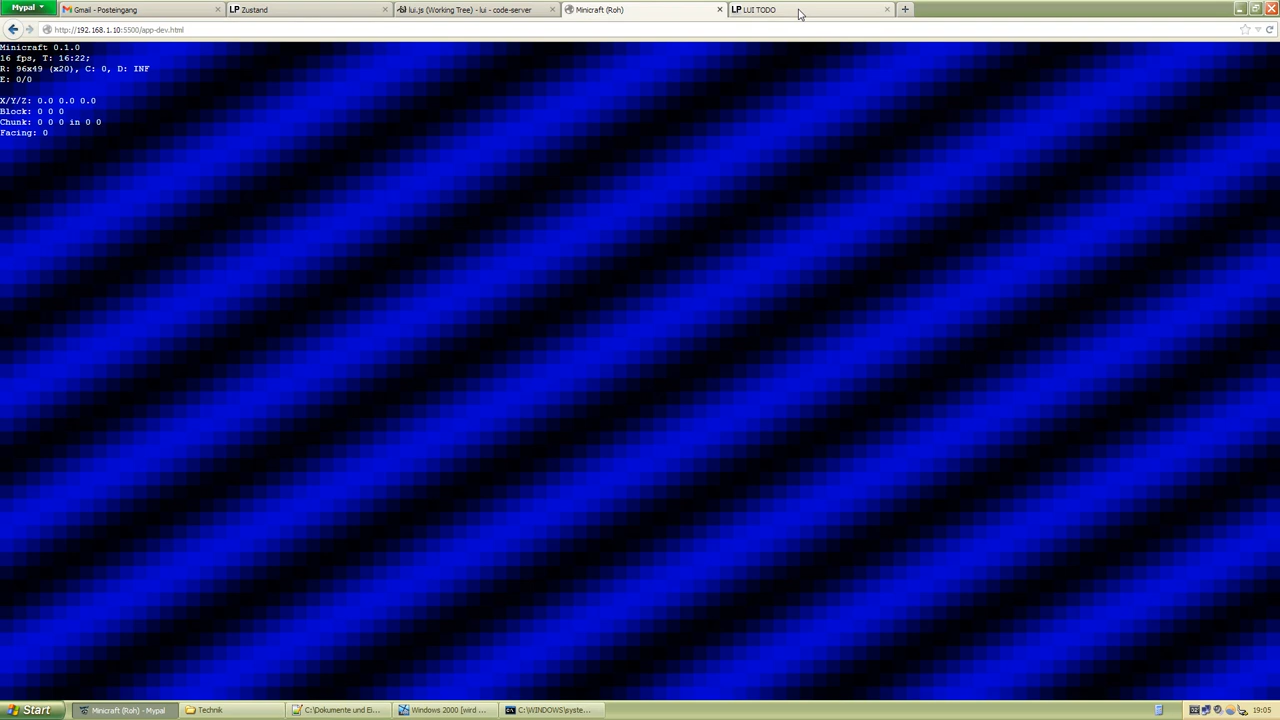 Mypal
Gmail - Posteingang
LP Zustand
lui.js (Working Tree) - lui - code-server
Minicraft (Roh)
LP LUI TODO
http://192.168.1.10:5500/app-dev.html
Minicraft 0.1.0
16 fps, T: 16:22;
R: 96x49 (x20), C: 0, D: INF
E: 0/0
X/Y/Z: 0.0 0.0 0.0
Block: 0 0 0
Chunk: 0 0 0 in 0 0
Facing: 0
Start
Minicraft (Roh) - Mypal
Technik
C:\Dokumente und Ei...
Windows 2000 [wird ...
C:\WINDOWS\syste...
19:05